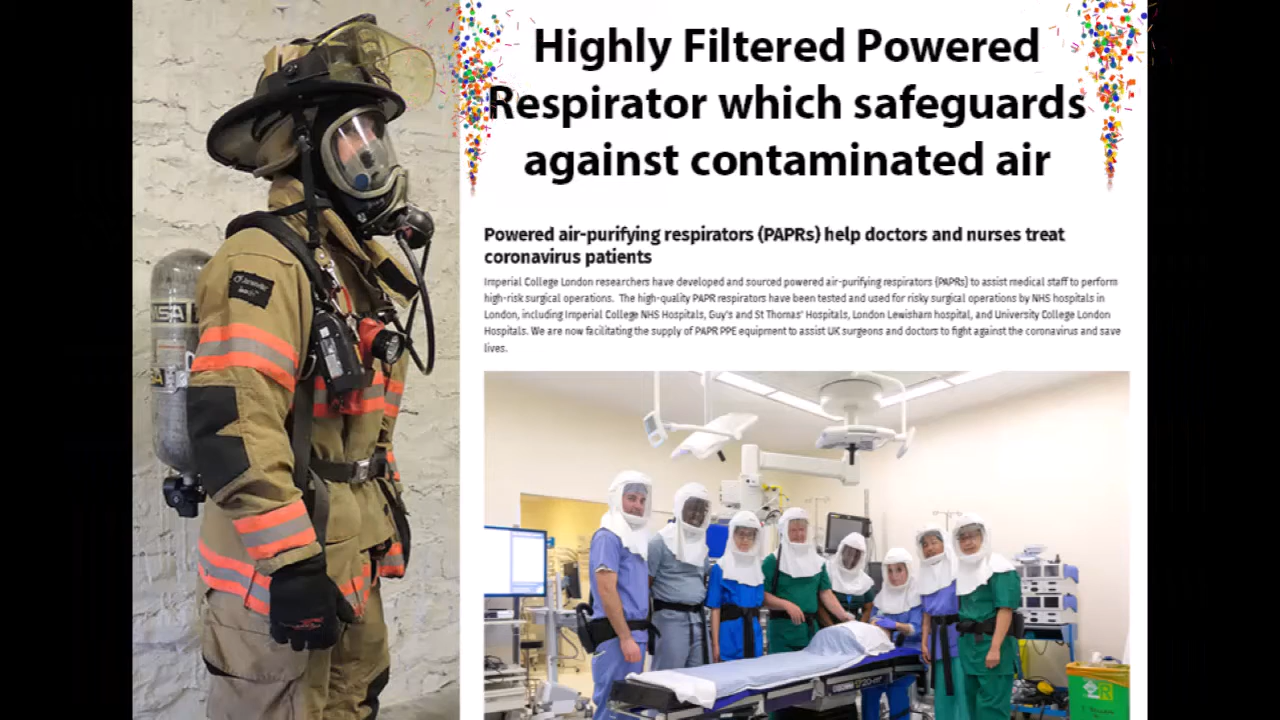 Highly Filtered Powered
Respirator which safeguards
against contaminated air
Powered air-purifying respirators (PAPRs) help doctors and nurses treat
coronavirus patients
Imperial College London researchers have developed and sourced powered air-purifying respirators (PAPRs) to assist medical staff to perform
high-risk surgical operations. The high-quality PAPR respirators have been tested and used for risky surgical operations by NHS hospitals in
London, including Imperial College NHS Hospitals, Guy's and St Thomas' Hospitals, London Lewisham hospital, and University College London
Hospitals. We are now facilitating the supply of PAPR PPE equipment to assist UK surgeons and doctors to fight against the coronavirus and save
lives.
MSA